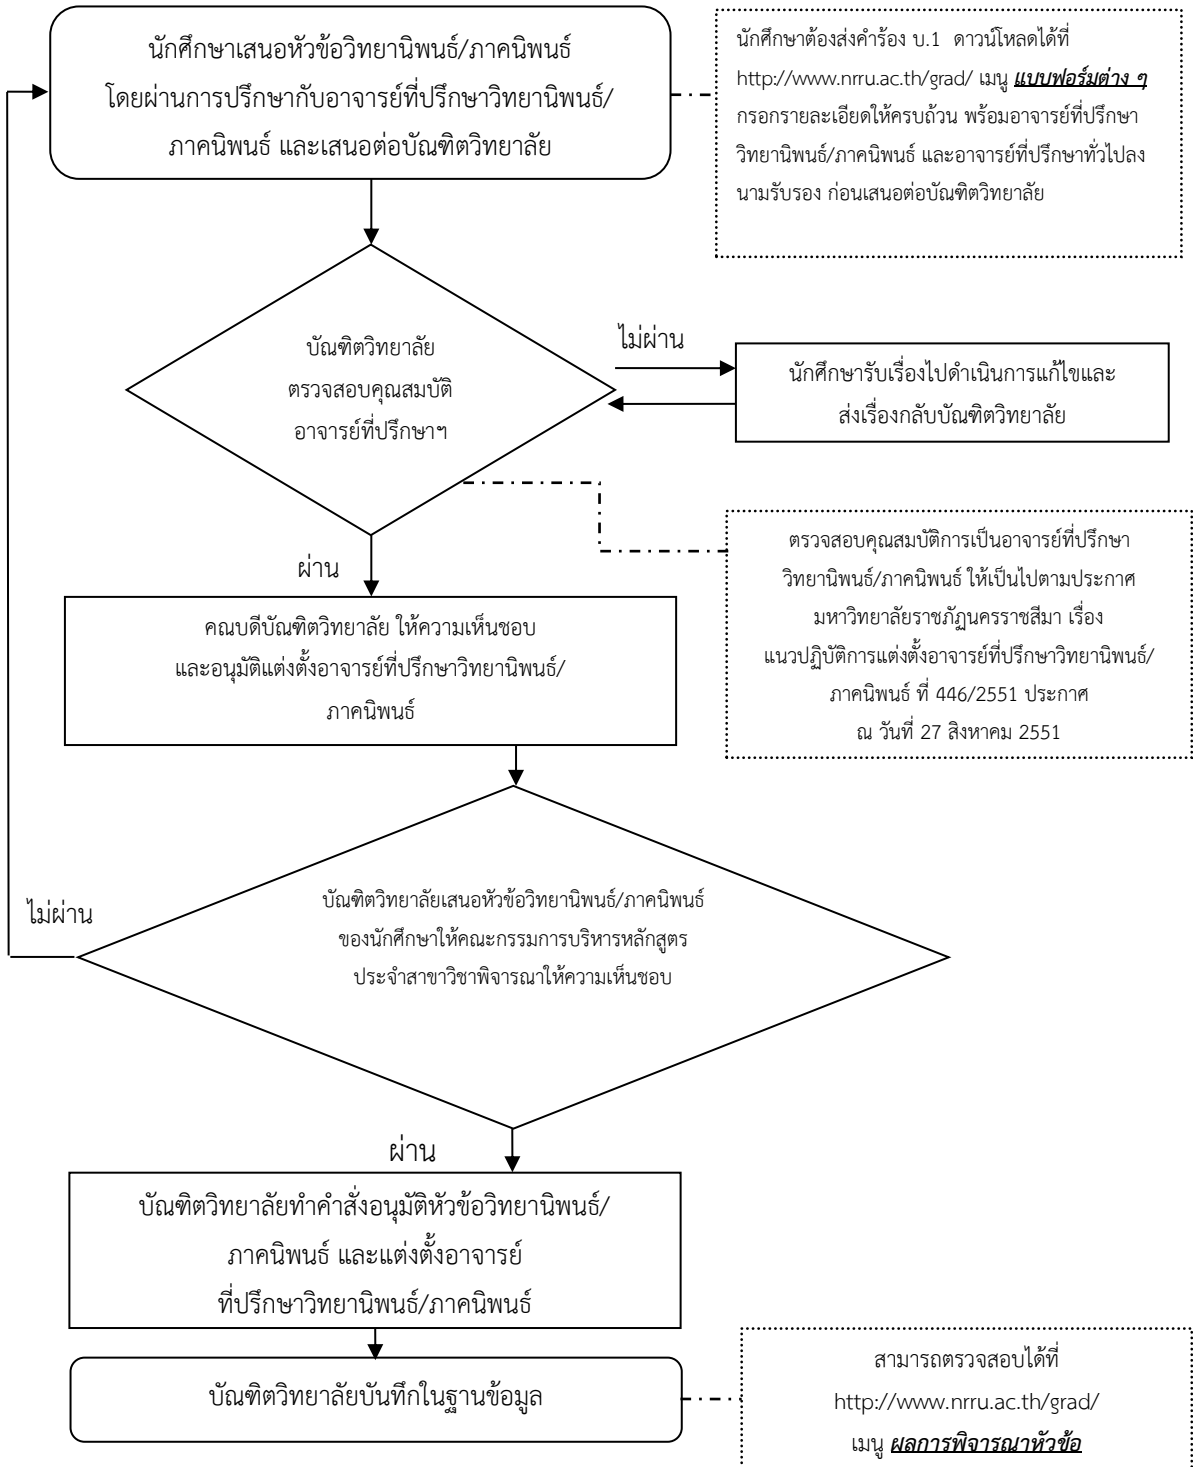 นักศึกษาเสนอหัวข้อวิทยานิพนธ์/ภาคนิพนธ์
โดยผ่านการปรึกษากับอาจารย์ที่ปรึกษาวิทยานิพนธ์/
ภาคนิพนธ์ และเสนอต่อบัณฑิตวิทยาลัย
นักศึกษาต้องส่งคำร้อง บ.1 ดาวน์โหลดได้ที่
http://www.nrru.ac.th/grad/ เมนู แบบฟอร์มต่าง ๆ
กรอกรายละเอียดให้ครบถ้วน พร้อมอาจารย์ที่ปรึกษา
วิทยานิพนธ์/ภาคนิพนธ์ และอาจารย์ที่ปรึกษาทั่วไปลง
นามรับรอง ก่อนเสนอต่อบัณฑิตวิทยาลัย
บัณฑิตวิทยาลัย
ตรวจสอบคุณสมบัติ
อาจารย์ที่ปรึกษาฯ
ไม่ผ่าน
นักศึกษารับเรื่องไปดำเนินการแก้ไขและ
ส่งเรื่องกลับบัณฑิตวิทยาลัย
ตรวจสอบคุณสมบัติการเป็นอาจารย์ที่ปรึกษา
วิทยานิพนธ์/ภาคนิพนธ์ ให้เป็นไปตามประกาศ
มหาวิทยาลัยราชภัฏนครราชสีมา เรื่อง
แนวปฏิบัติการแต่งตั้งอาจารย์ที่ปรึกษาวิทยานิพนธ์/
ภาคนิพนธ์ ที่ 446/2551 ประกาศ
ณ วันที่ 27 สิงหาคม 2551
ผ่าน
คณบดีบัณฑิตวิทยาลัย ให้ความเห็นชอบ
และอนุมัติแต่งตั้งอาจารย์ที่ปรึกษาวิทยานิพนธ์/
ภาคนิพนธ์
ไม่ผ่าน
บัณฑิตวิทยาลัยเสนอหัวข้อวิทยานิพนธ์/ภาคนิพนธ์
ของนักศึกษาให้คณะกรรมการบริหารหลักสูตร
ประจำสาขาวิชาพิจารณาให้ความเห็นชอบ
ผ่าน
บัณฑิตวิทยาลัยทำคำสั่งอนุมัติหัวข้อวิทยานิพนธ์/
ภาคนิพนธ์ และแต่งตั้งอาจารย์
ที่ปรึกษาวิทยานิพนธ์/ภาคนิพนธ์
บัณฑิตวิทยาลัยบันทึกในฐานข้อมูล
สามารถตรวจสอบได้ที่
http://www.nrru.ac.th/grad/
เมนู ผลการพิจารณาหัวข้อ